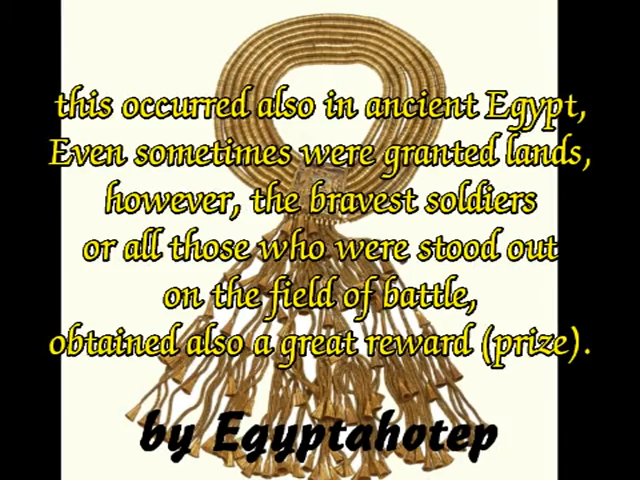 this occurred also in ancient Egypt,
Even sometimes were granted lands,
however, the bravest soldiers
or all those who were stood out
on the field of battle,
obtained also a great reward (prize).
by Egyptahotep